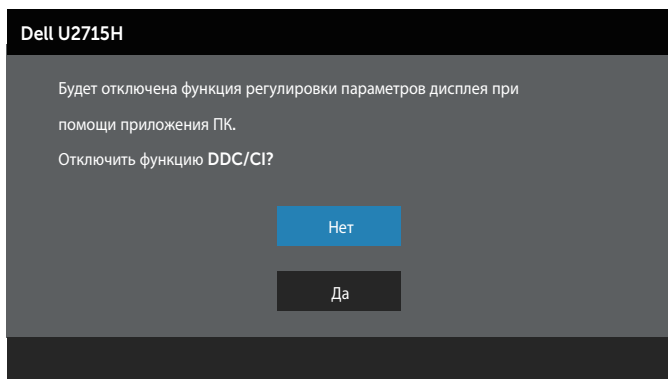 Dell U2715H
Будет отключена функция регулировки параметров дисплея при
помощи приложения ПК.
Отключить функцию DDC/CI?
Нет
Да